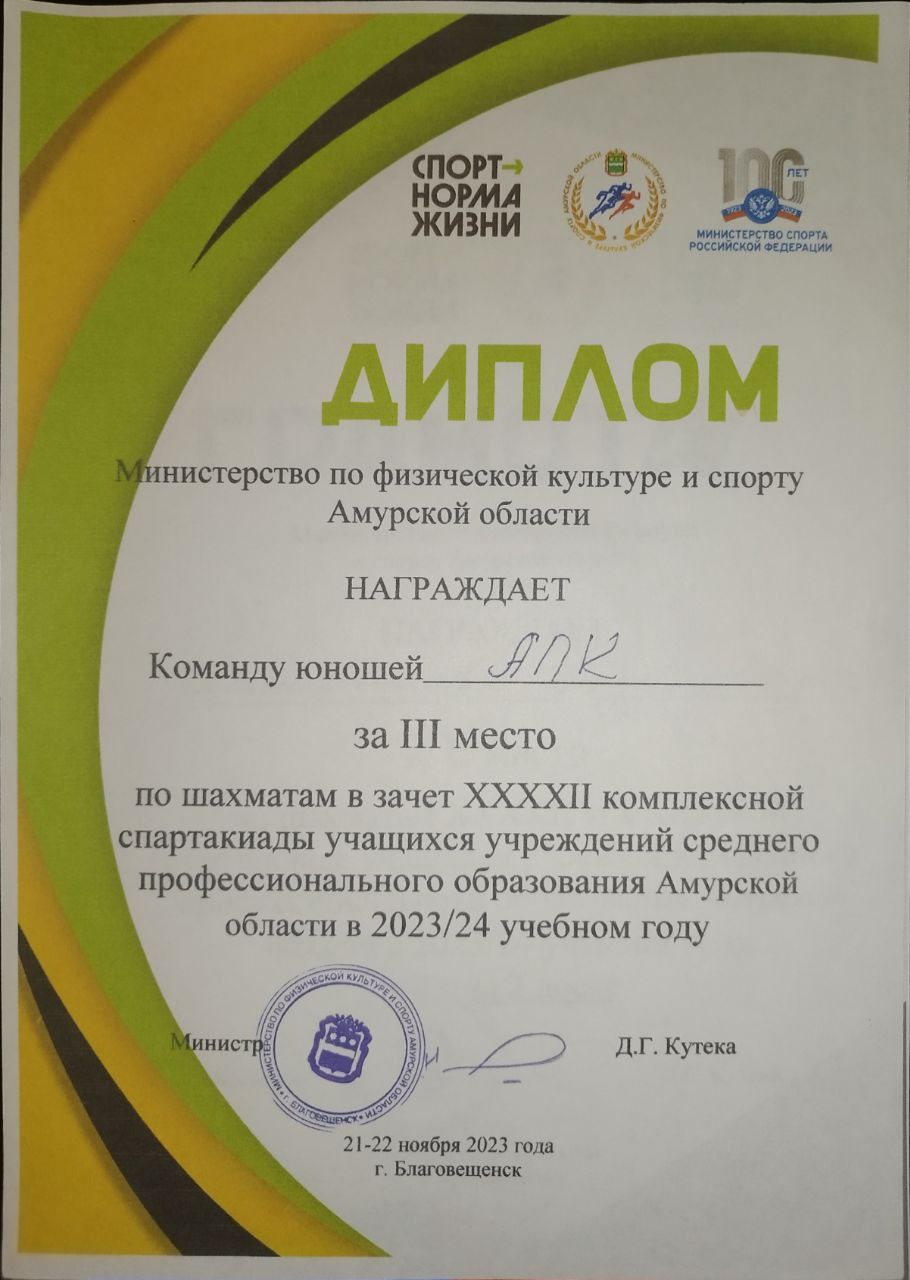 СПОРТ→
НОРМА
ЖИЗНИ
МИНИСТЕРСТВО ПО ФИЗИЧЕСКОЙ КУЛЬТУРЕ И СПОРТУ АМУРСКОЙ ОБЛАСТИ
100 ЛЕТ
1923 2023
МИНИСТЕРСТВО СПОРТА
РОССИЙСКОЙ ФЕДЕРАЦИИ
ДИПЛОМ
Министерство по физической культуре и спорту
Амурской области
НАГРАЖДАЕТ
Команду юношей АПК
за III место
по шахматам в зачет XXXXII комплексной
спартакиады учащихся учреждений среднего
профессионального образования Амурской
области в 2023/24 учебном году
Министр
Д.Г. Кутека
МИНИСТЕРСТВО ПО ФИЗИЧЕСКОЙ КУЛЬТУРЕ И СПОРТУ АМУРСКОЙ ОБЛАСТИ • г. БЛАГОВЕЩЕНСК •
21-22 ноября 2023 года
г. Благовещенск